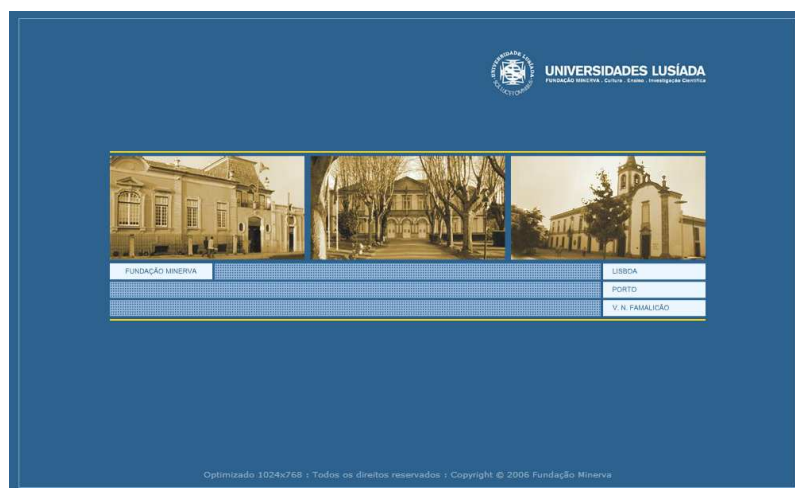 UNIVERSIDADES LUSÍADA
FUNDAÇÃO MINERVA . Cultura . Ensino . Investigação Científica
FUNDAÇÃO MINERVA
LISBOA
PORTO
V. N. FAMALICÃO
Optimizado 1024x768 : Todos os direitos reservados : Copyright © 2006 Fundação Minerva